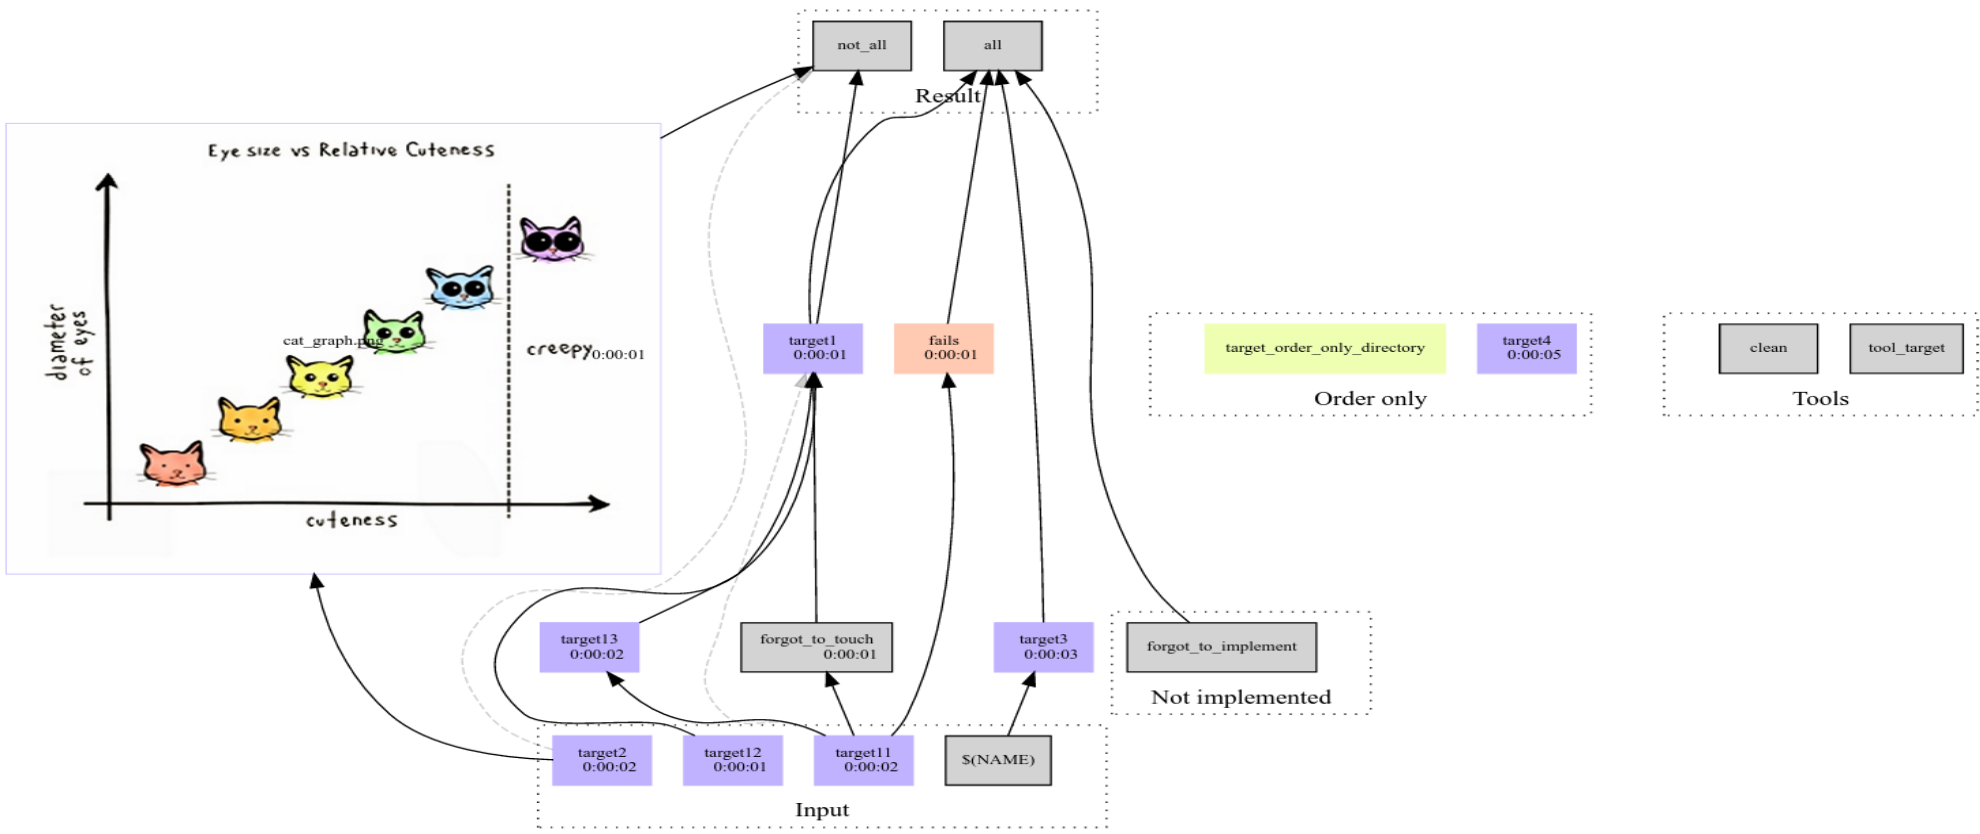 not_all
all
Result
Eye size vs Relative Cuteness
diameter
of eyes
cat_graph.png
creepy
0:00:01
cuteness
target1
0:00:01
fails
0:00:01
target_order_only_directory
target4
0:00:05
Order only
clean
tool_target
Tools
target13
0:00:02
forgot_to_touch
0:00:01
target3
0:00:03
forgot_to_implement
Not implemented
target2
0:00:02
target12
0:00:01
target11
0:00:02
$(NAME)
Input